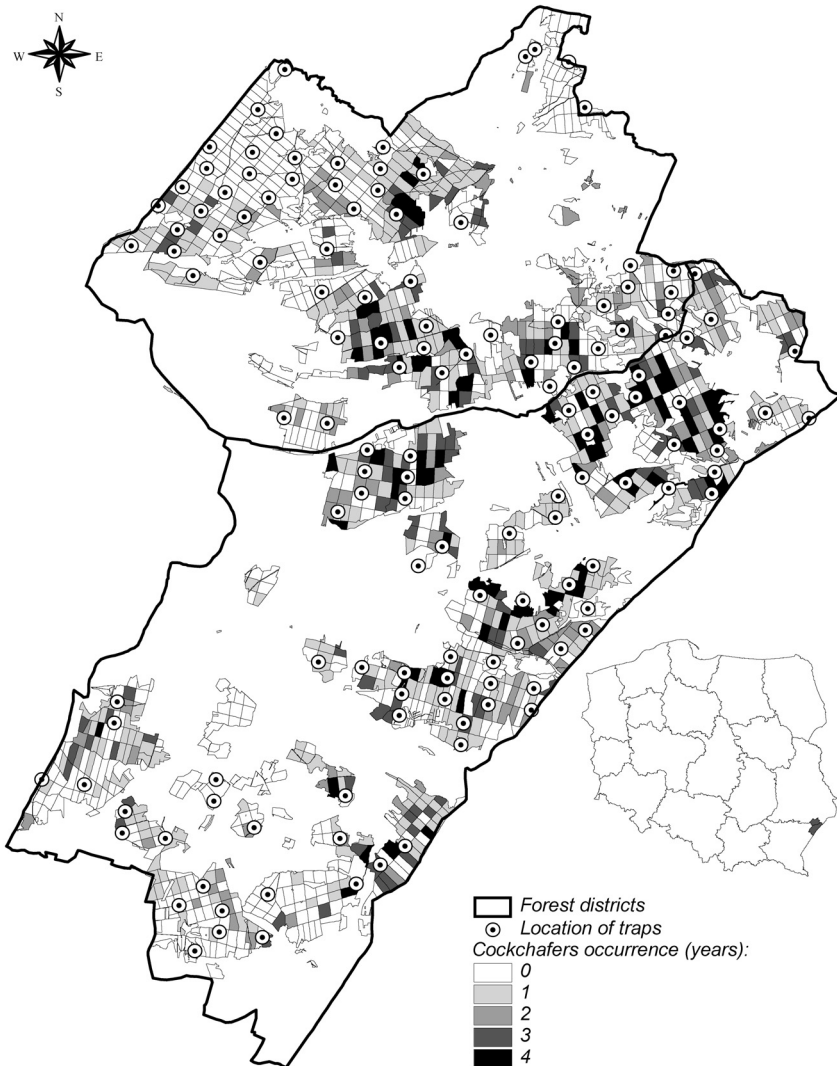 N
W E
S
Forest districts
Location of traps
Cockchafers occurrence (years):
0
1
2
3
4